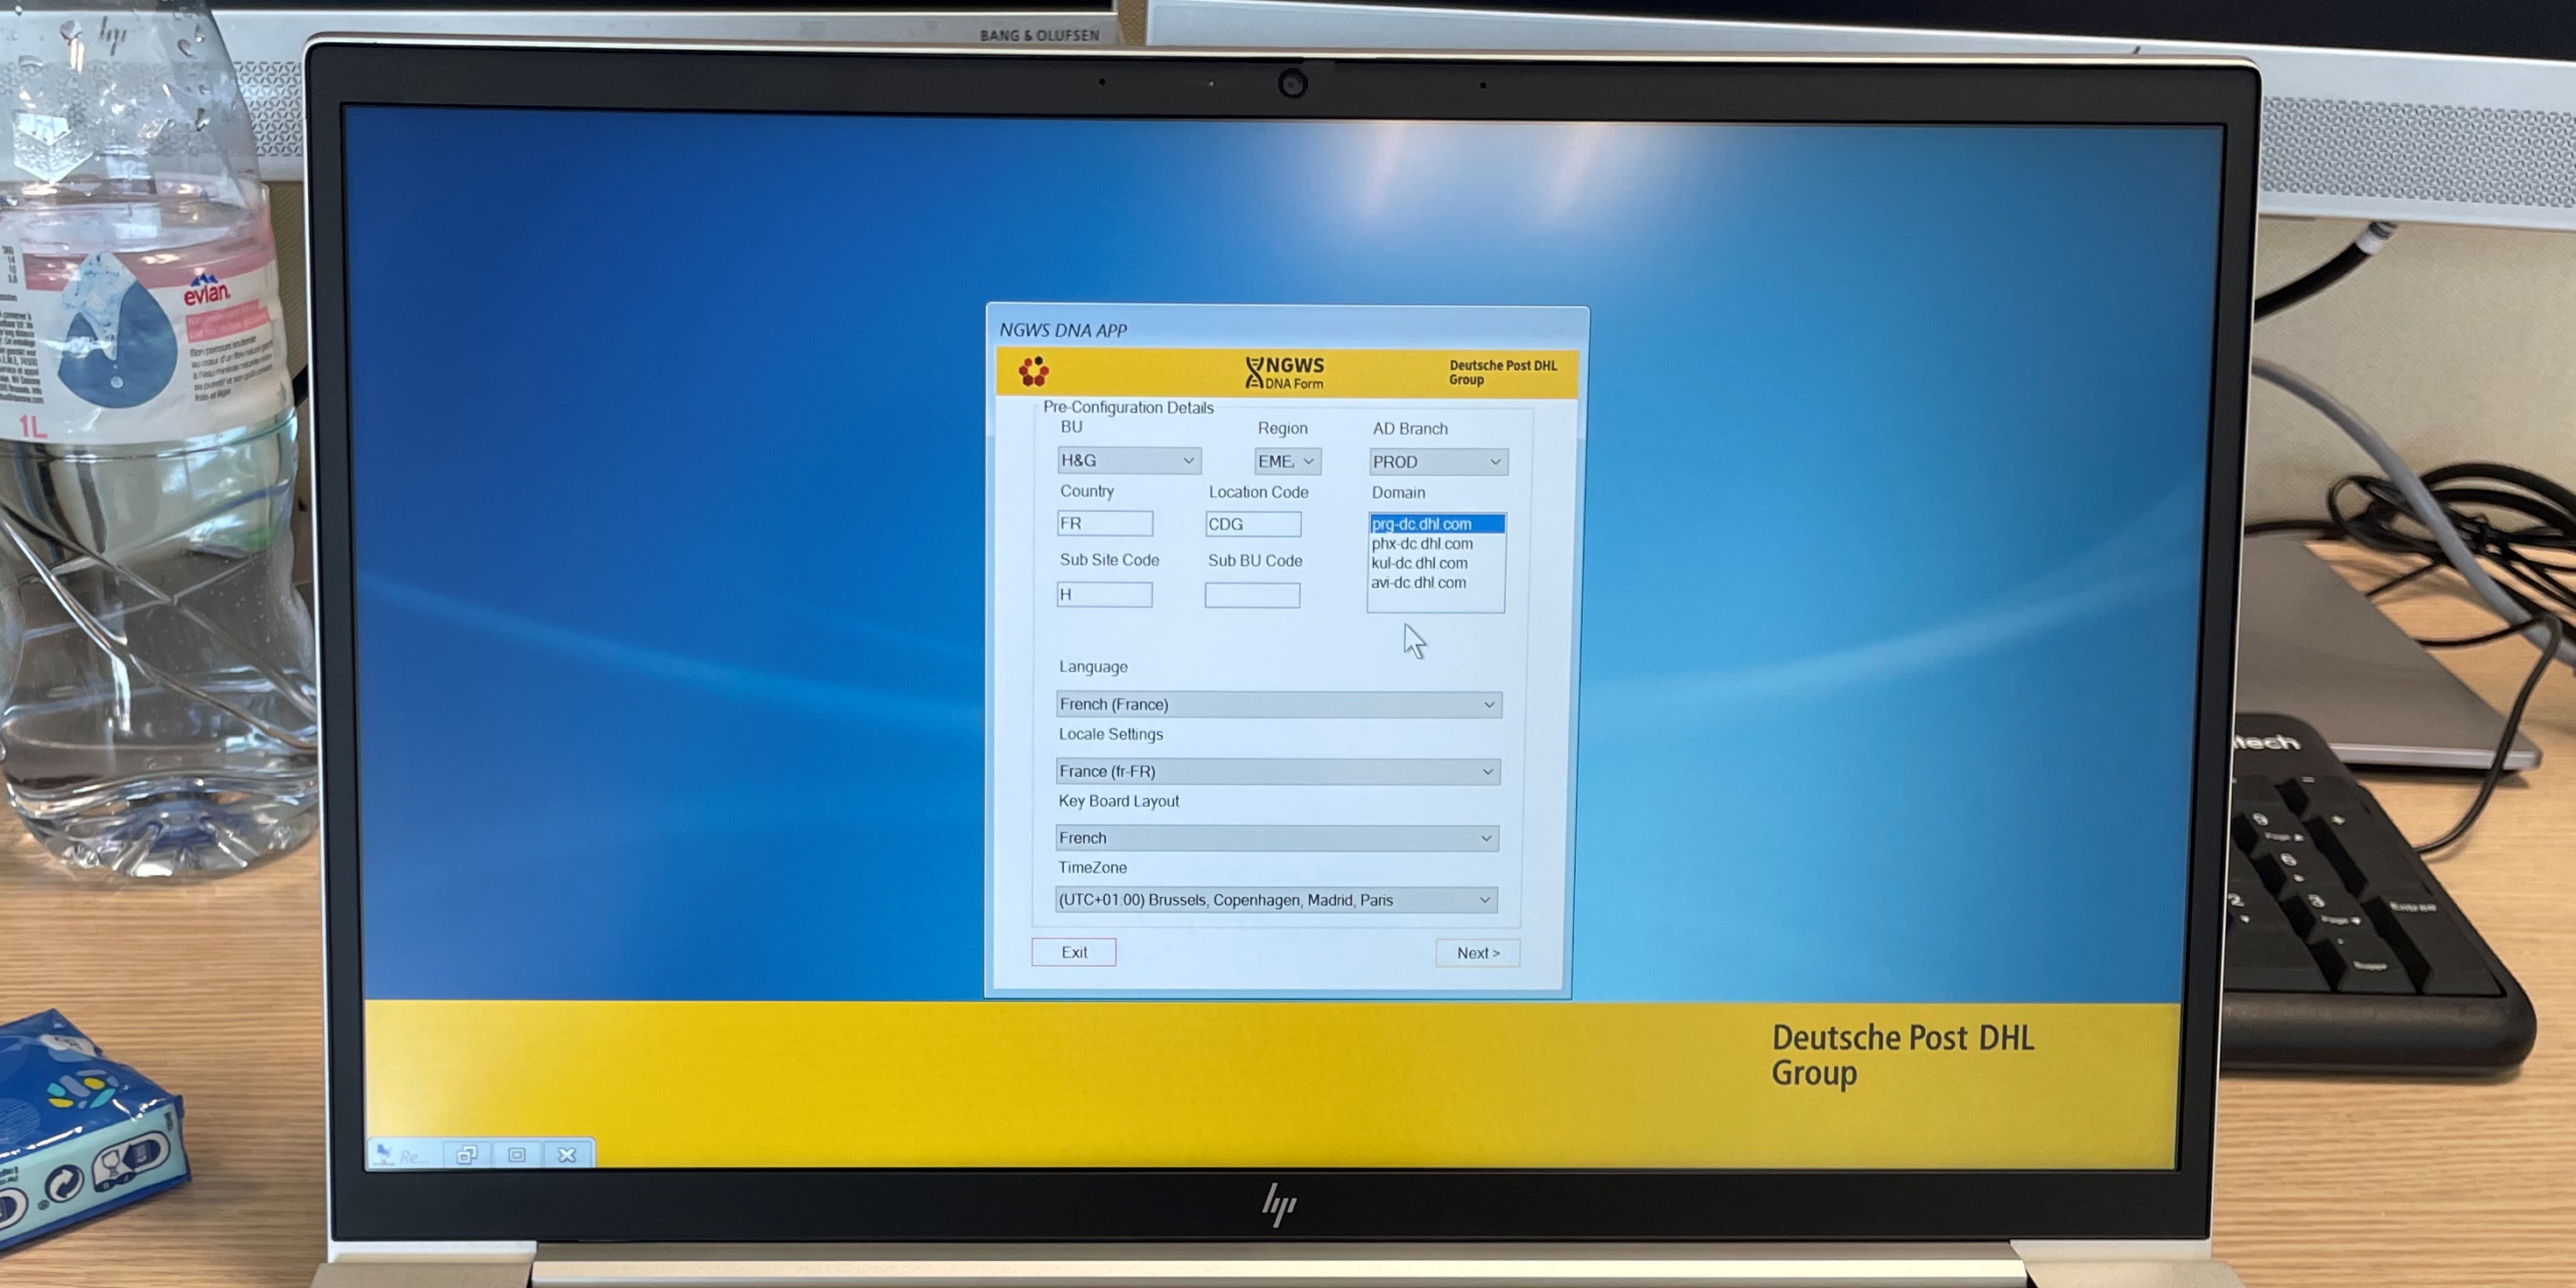 BANG & OLUFSEN
evian.
1L
NGWS DNA APP
NGWS
DNA Form
Deutsche Post DHL
Group
Pre-Configuration Details
BU
Region
AD Branch
H&G
EME.
PROD
Country
Location Code
Domain
FR
CDG
prg-dc.dhl.com
phx-dc.dhl.com
kul-dc.dhl.com
avi-dc.dhl.com
Sub Site Code
Sub BU Code
H
Language
French (France)
Locale Settings
France (fr-FR)
Key Board Layout
French
TimeZone
(UTC+01:00) Brussels, Copenhagen, Madrid, Paris
Exit
Next >
Deutsche Post DHL
Group
Re...
hp